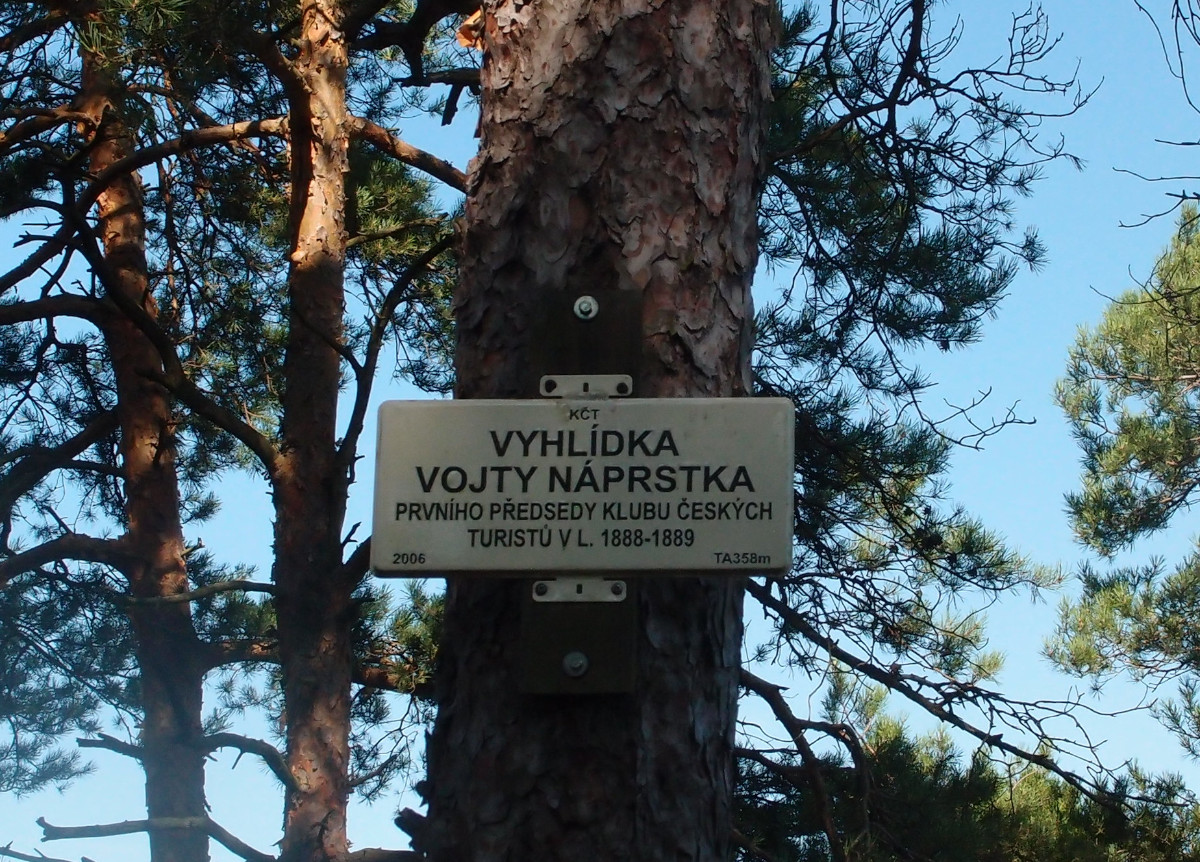 KČT
VYHLÍDKA
VOJTY NÁPRSTKA
PRVNÍHO PŘEDSEDY KLUBU ČESKÝCH
TURISTŮ V L. 1888-1889
2006 TA358m